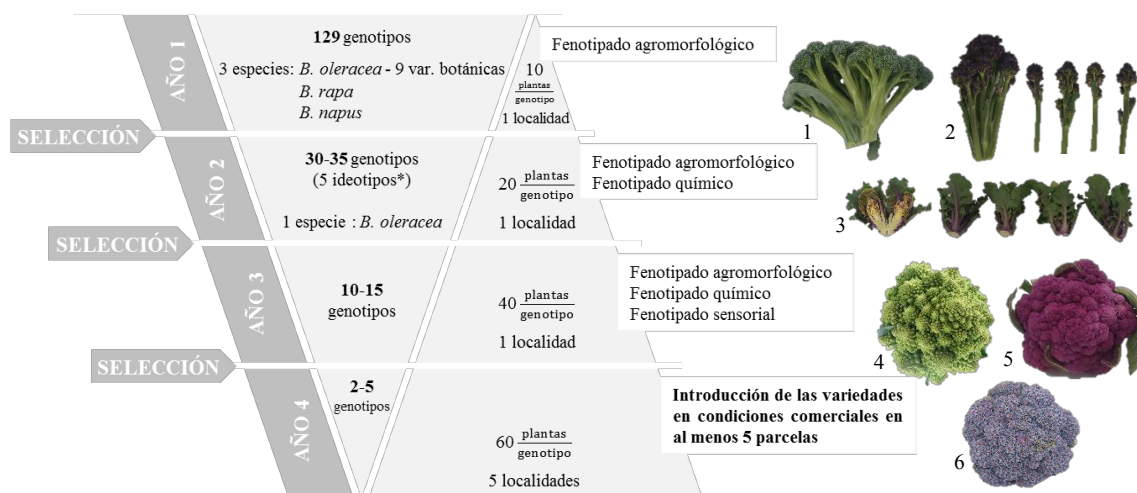 AÑO 1
129 genotipos
3 especies: B. oleracea - 9 var. botánicas
B. rapa
B. napus
10
plantas
genotipo
1 localidad
Fenotipado agromorfológico
SELECCIÓN
AÑO 2
30-35 genotipos
(5 ideotipos*)
1 especie : B. oleracea
20 plantas
genotipo
1 localidad
Fenotipado agromorfológico
Fenotipado químico
SELECCIÓN
AÑO 3
10-15
genotipos
40 plantas
genotipo
1 localidad
Fenotipado agromorfológico
Fenotipado químico
Fenotipado sensorial
SELECCIÓN
AÑO 4
2-5
genotipos
60 plantas
genotipo
5 localidades
Introducción de las variedades
en condiciones comerciales en
al menos 5 parcelas
1
2
3
4
5
6